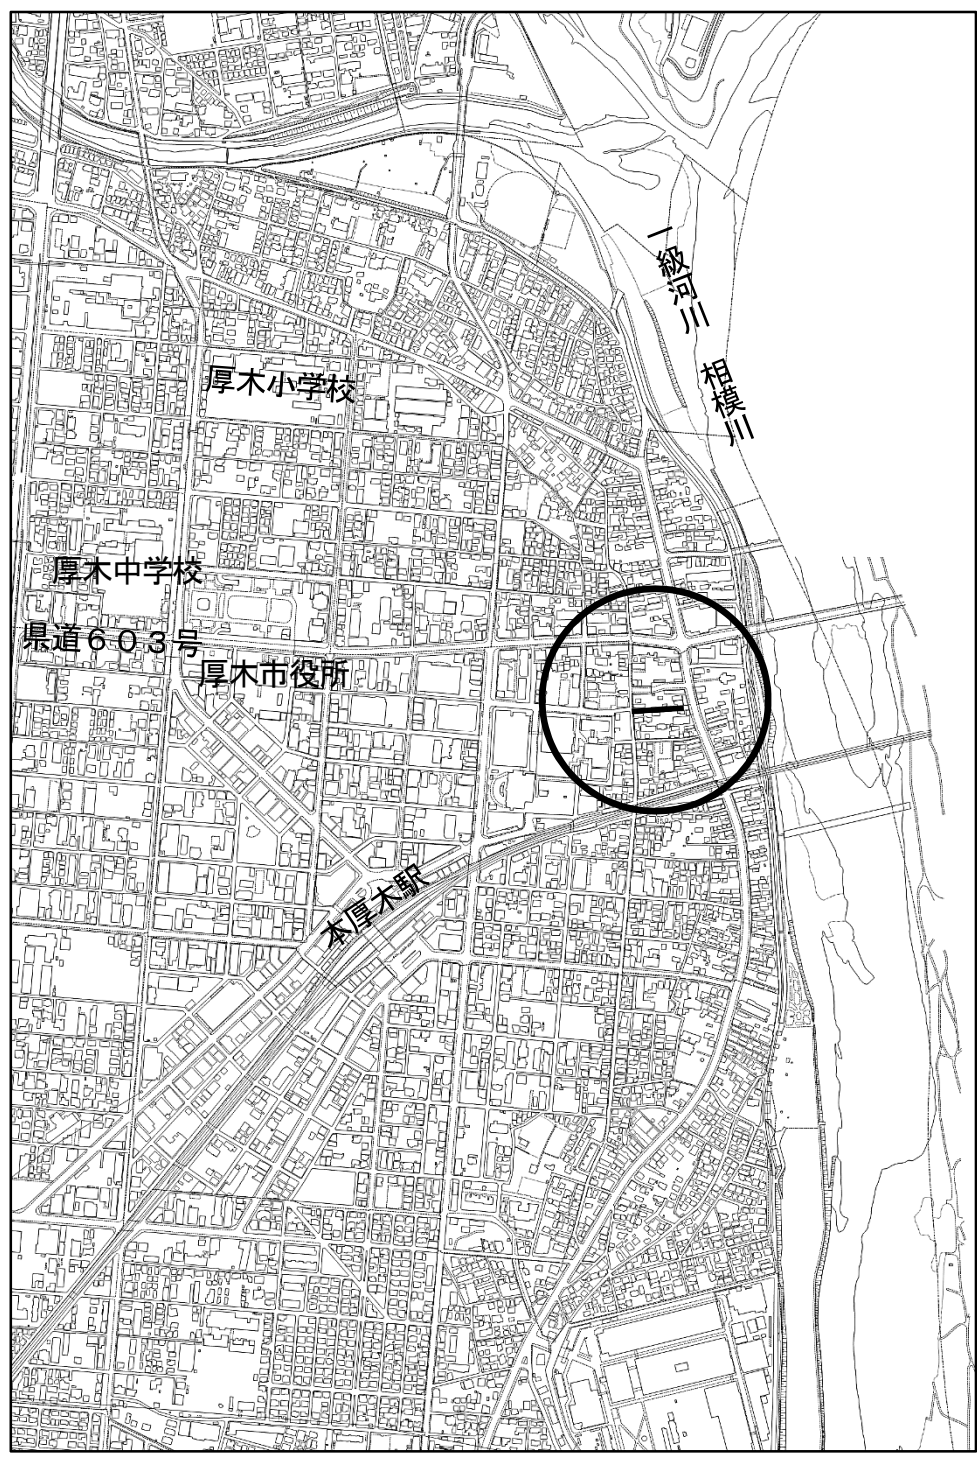 一級河川 相模川
厚木小学校
厚木中学校
県道６０３号
厚木市役所
本厚木駅